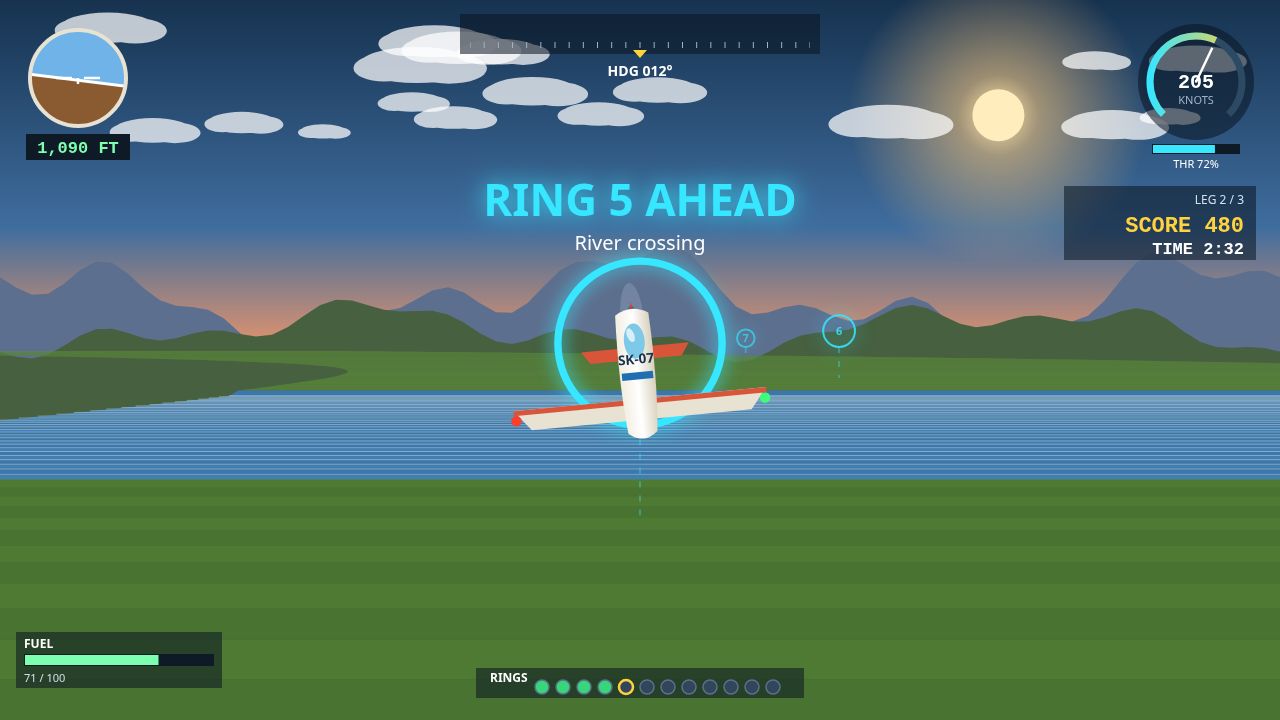 HDG 012°
1,090 FT
205
KNOTS
THR 72%
LEG 2 / 3
SCORE 480
TIME 2:32
RING 5 AHEAD
River crossing
7
6
SK-07
FUEL
71 / 100
RINGS